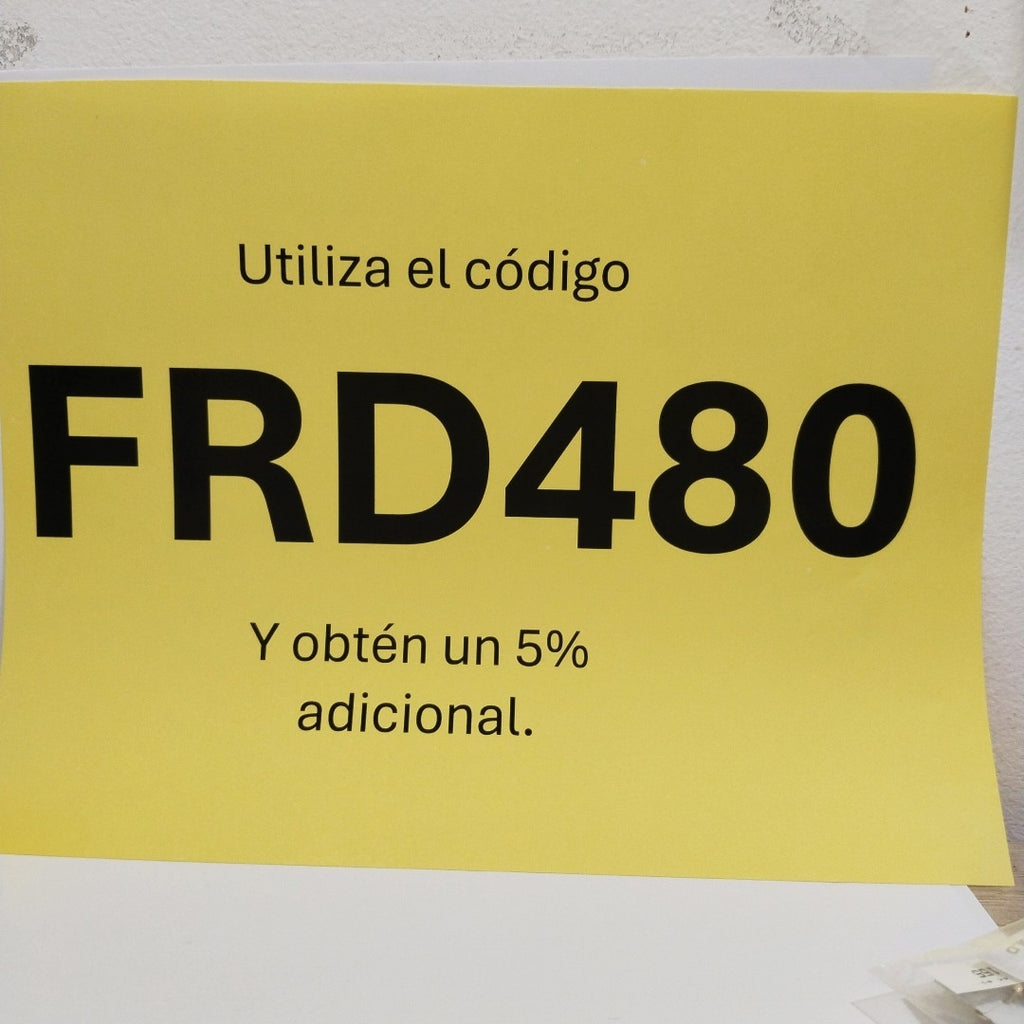 Utiliza el código
FRD480
Y obtén un 5%
adicional.